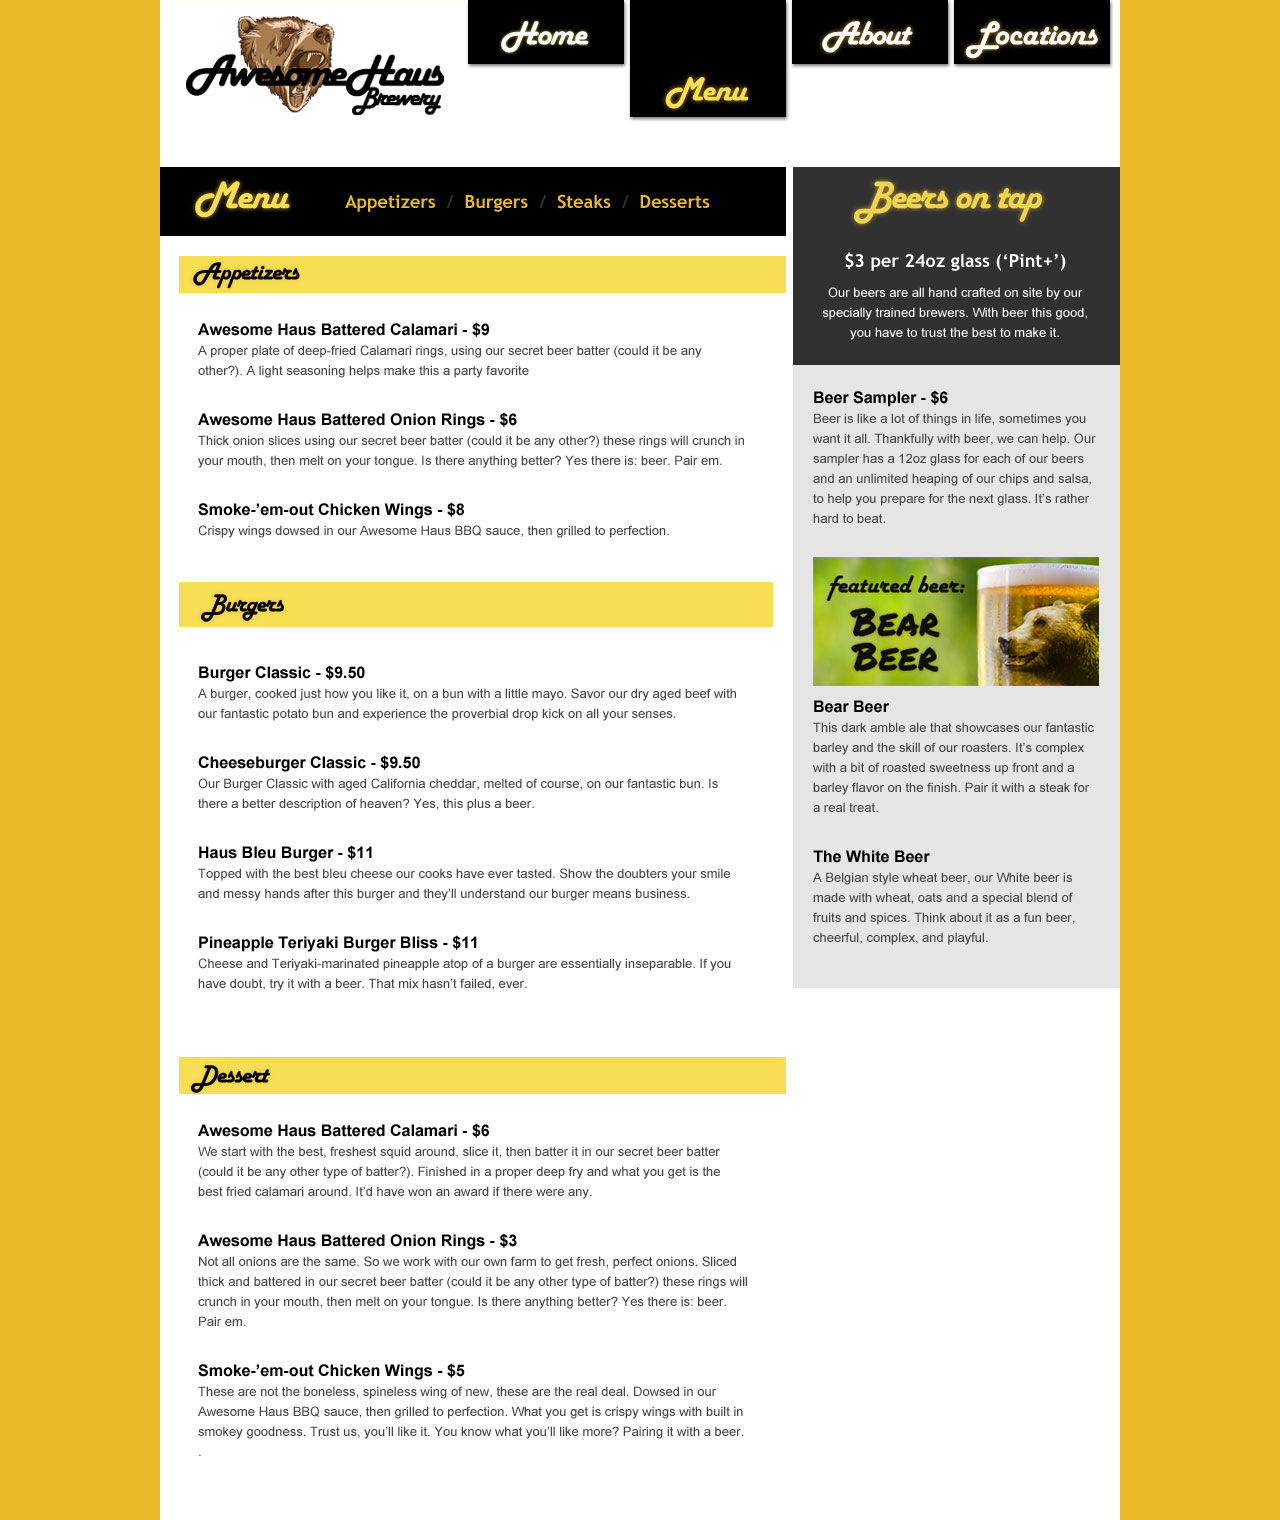 Awesome Haus
Brewery
Home
Menu
About
Locations
Menu
Appetizers / Burgers / Steaks / Desserts
Appetizers
Awesome Haus Battered Calamari - $9
A proper plate of deep-fried Calamari rings, using our secret beer batter (could it be any
other?). A light seasoning helps make this a party favorite
Awesome Haus Battered Onion Rings - $6
Thick onion slices using our secret beer batter (could it be any other?) these rings will crunch in
your mouth, then melt on your tongue. Is there anything better? Yes there is: beer. Pair em.
Smoke-’em-out Chicken Wings - $8
Crispy wings dowsed in our Awesome Haus BBQ sauce, then grilled to perfection.
Burgers
Burger Classic - $9.50
A burger, cooked just how you like it, on a bun with a little mayo. Savor our dry aged beef with
our fantastic potato bun and experience the proverbial drop kick on all your senses.
Cheeseburger Classic - $9.50
Our Burger Classic with aged California cheddar, melted of course, on our fantastic bun. Is
there a better description of heaven? Yes, this plus a beer.
Haus Bleu Burger - $11
Topped with the best bleu cheese our cooks have ever tasted. Show the doubters your smile
and messy hands after this burger and they’ll understand our burger means business.
Pineapple Teriyaki Burger Bliss - $11
Cheese and Teriyaki-marinated pineapple atop of a burger are essentially inseparable. If you
have doubt, try it with a beer. That mix hasn’t failed, ever.
Dessert
Awesome Haus Battered Calamari - $6
We start with the best, freshest squid around, slice it, then batter it in our secret beer batter
(could it be any other type of batter?). Finished in a proper deep fry and what you get is the
best fried calamari around. It’d have won an award if there were any.
Awesome Haus Battered Onion Rings - $3
Not all onions are the same. So we work with our own farm to get fresh, perfect onions. Sliced
thick and battered in our secret beer batter (could it be any other type of batter?) these rings will
crunch in your mouth, then melt on your tongue. Is there anything better? Yes there is: beer.
Pair em.
Smoke-’em-out Chicken Wings - $5
These are not the boneless, spineless wing of new, these are the real deal. Dowsed in our
Awesome Haus BBQ sauce, then grilled to perfection. What you get is crispy wings with built in
smokey goodness. Trust us, you’ll like it. You know what you’ll like more? Pairing it with a beer.
.
Beers on tap
$3 per 24oz glass (‘Pint+’)
Our beers are all hand crafted on site by our
specially trained brewers. With beer this good,
you have to trust the best to make it.
Beer Sampler - $6
Beer is like a lot of things in life, sometimes you
want it all. Thankfully with beer, we can help. Our
sampler has a 12oz glass for each of our beers
and an unlimited heaping of our chips and salsa,
to help you prepare for the next glass. It’s rather
hard to beat.
featured beer:
BEAR
BEER
Bear Beer
This dark amble ale that showcases our fantastic
barley and the skill of our roasters. It’s complex
with a bit of roasted sweetness up front and a
barley flavor on the finish. Pair it with a steak for
a real treat.
The White Beer
A Belgian style wheat beer, our White beer is
made with wheat, oats and a special blend of
fruits and spices. Think about it as a fun beer,
cheerful, complex, and playful.